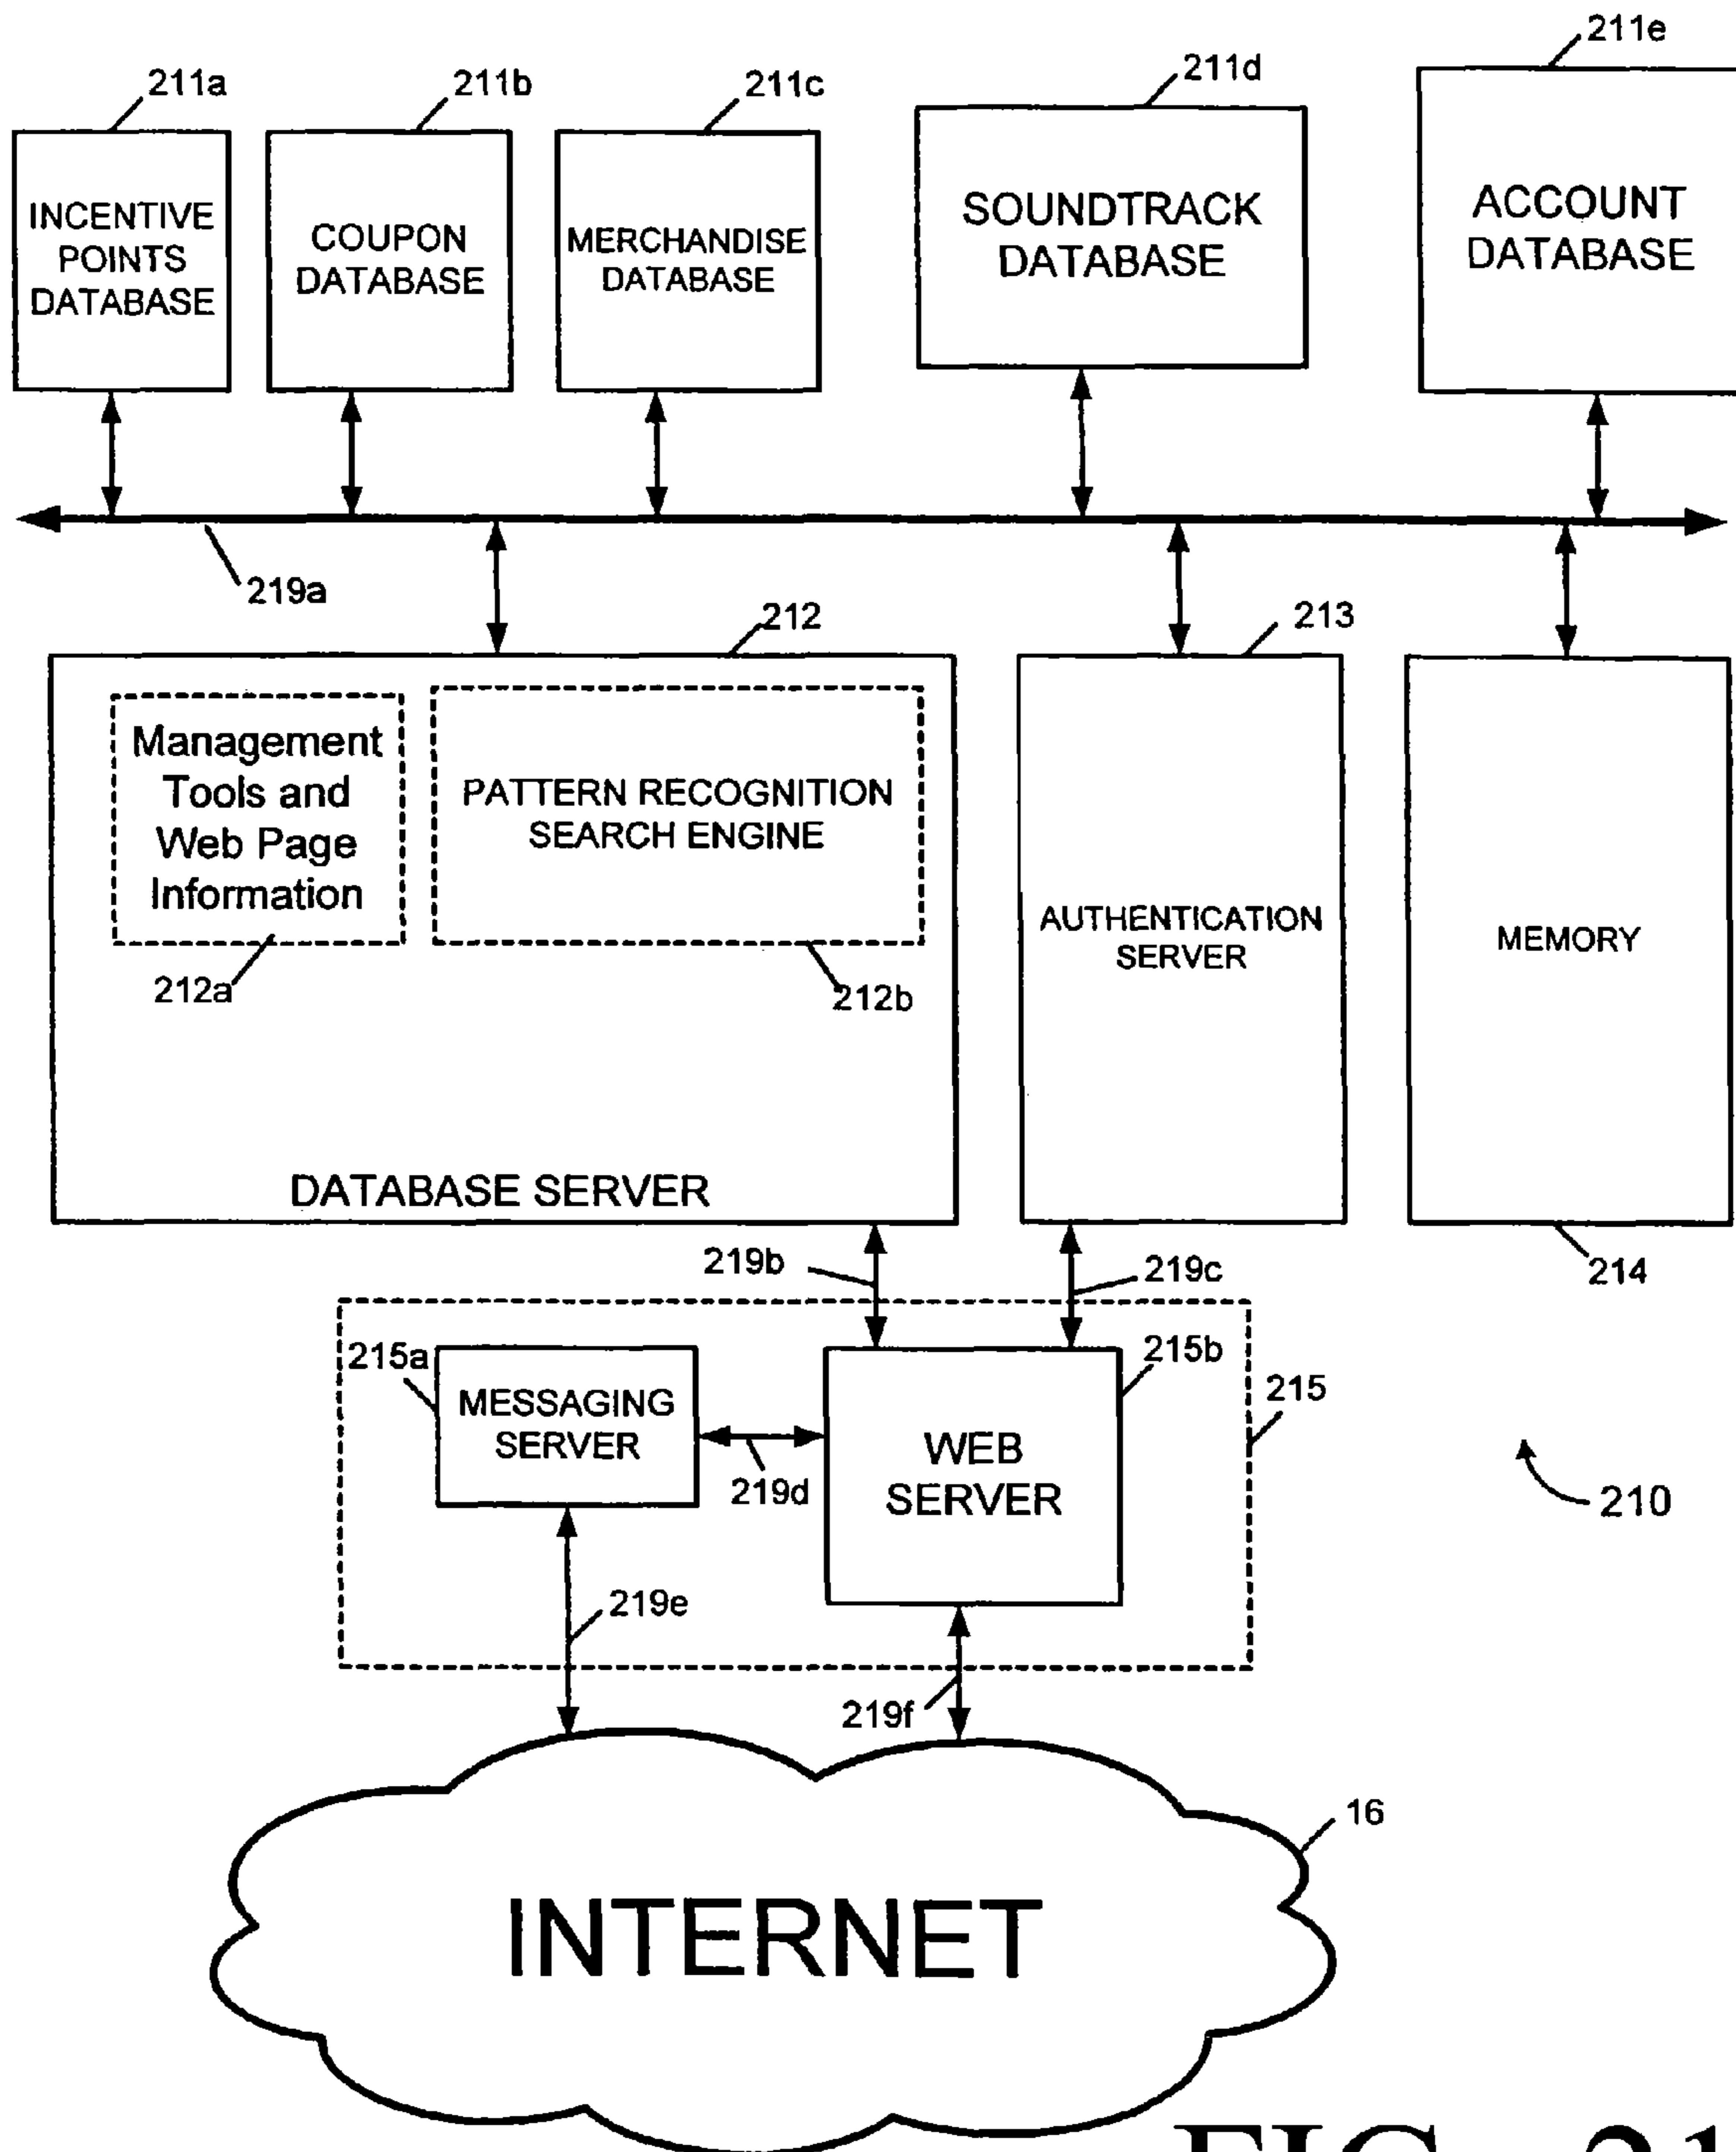 211a
211b
211c
211d
211e
INCENTIVE
POINTS
DATABASE
COUPON
DATABASE
MERCHANDISE
DATABASE
SOUNDTRACK
DATABASE
ACCOUNT
DATABASE
219a
212
213
Management
Tools and
Web Page
Information
PATTERN RECOGNITION
SEARCH ENGINE
212a
212b
DATABASE SERVER
AUTHENTICATION
SERVER
MEMORY
214
219b
219c
215a
MESSAGING
SERVER
219d
WEB
SERVER
215b
215
210
219e
219f
16
INTERNET
FIG. 21